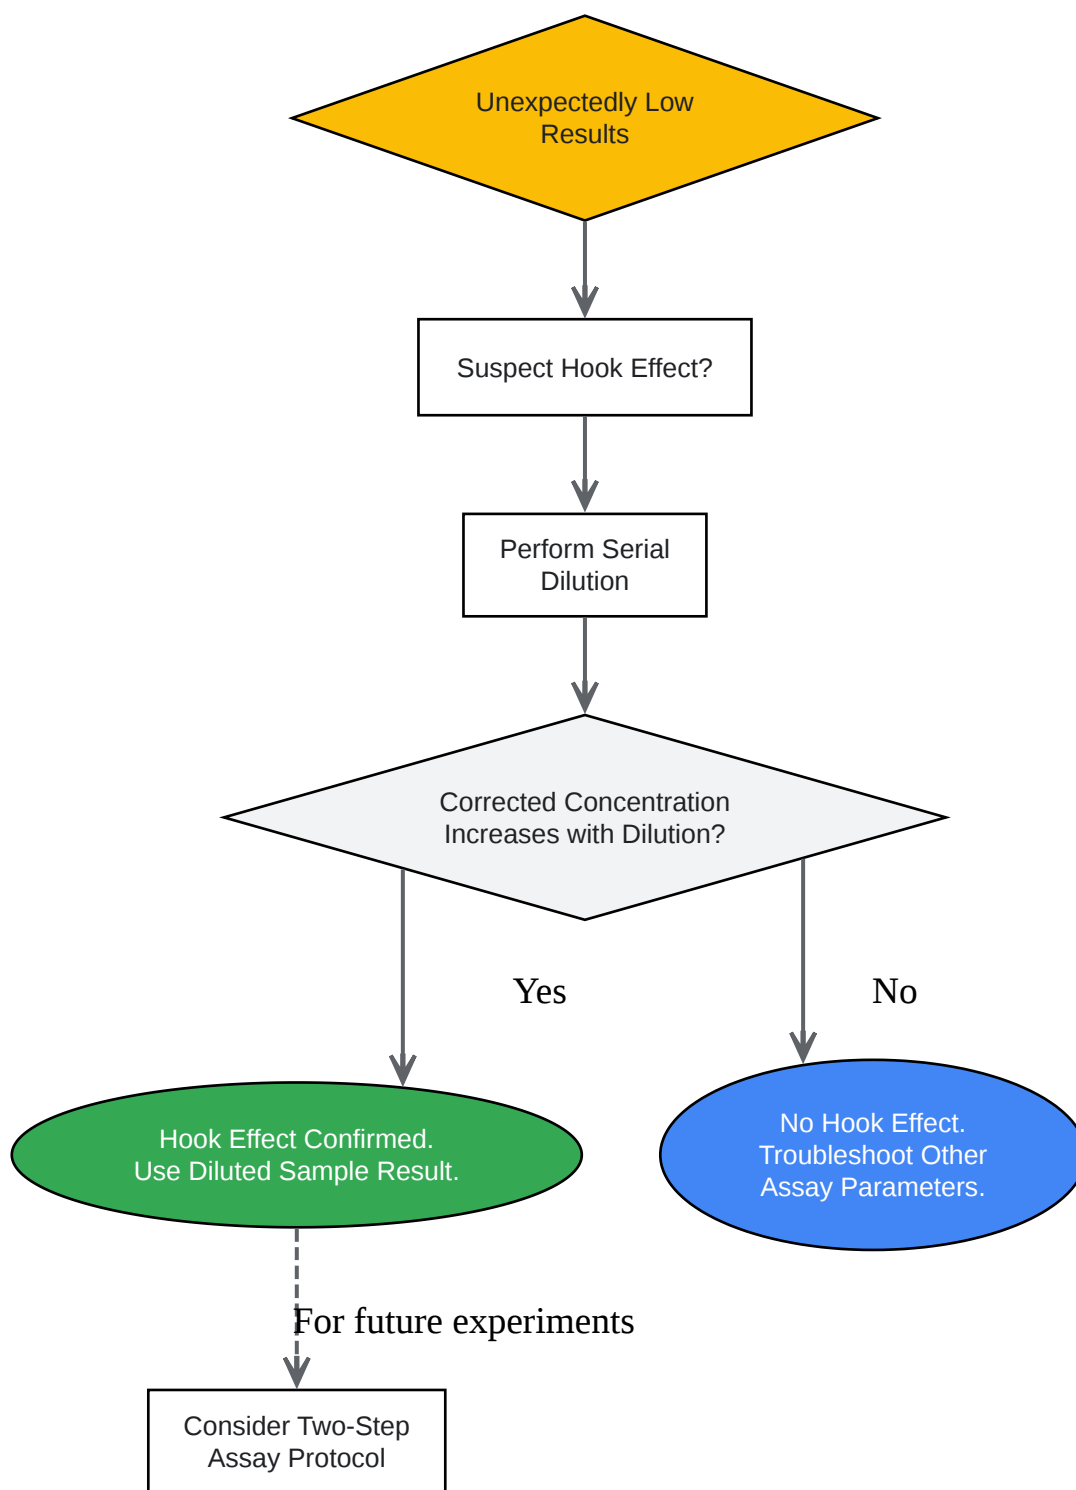 Unexpectedly Low
Results
Suspect Hook Effect?
Perform Serial
Dilution
Corrected Concentration
Increases with Dilution?
Yes
No
Hook Effect Confirmed.
Use Diluted Sample Result.
No Hook Effect.
Troubleshoot Other
Assay Parameters.
For future experiments
Consider Two-Step
Assay Protocol